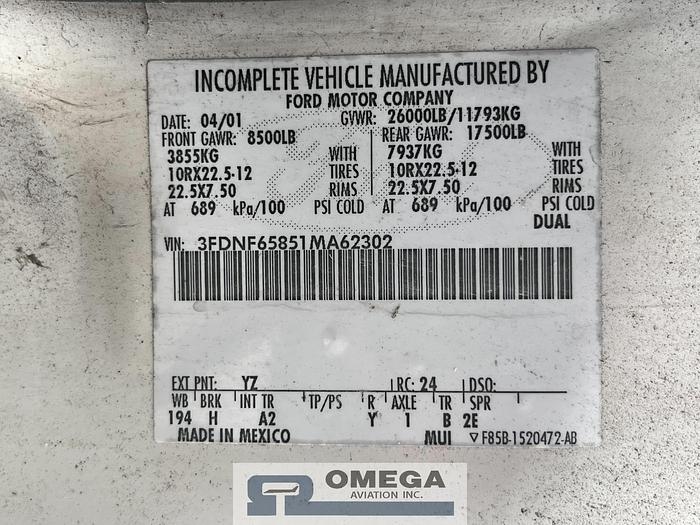 INCOMPLETE VEHICLE MANUFACTURED BY
FORD MOTOR COMPANY
DATE: 04/01 GVWR: 26000LB/11793KG
FRONT GAWR: 8500LB REAR GAWR: 17500LB
3855KG WITH 7937KG WITH
10RX22.5-12 TIRES 10RX22.5-12 TIRES
22.5X7.50 RIMS 22.5X7.50 RIMS
AT 689 kPa/100 PSI COLD AT 689 kPa/100 PSI COLD
DUAL
VIN: 3FDNF65851MA62302
EXT PNT: YZ RC: 24 DSO:
WB BRK INT TR TP/PS R AXLE TR SPR
194 H A2 Y 1 B 2E
MADE IN MEXICO MUI ▽F85B-1520472-AB
OMEGA
AVIATION INC.